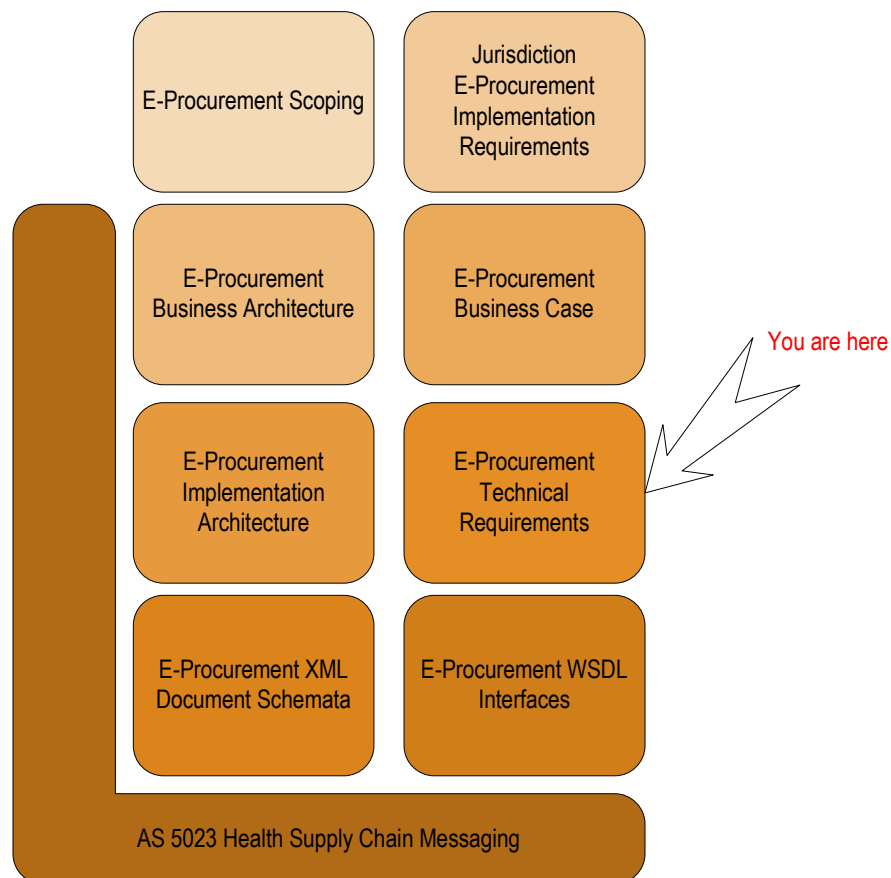 E-Procurement Scoping
Jurisdiction
E-Procurement
Implementation
Requirements
E-Procurement
Business Architecture
E-Procurement
Business Case
You are here
E-Procurement
Implementation
Architecture
E-Procurement
Technical
Requirements
E-Procurement XML
Document Schemata
E-Procurement WSDL
Interfaces
AS 5023 Health Supply Chain Messaging